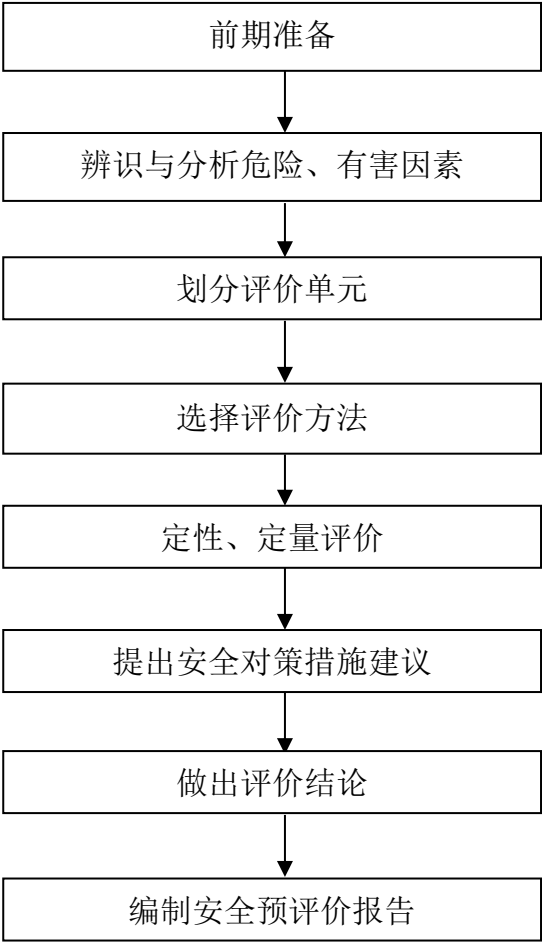 前期准备
辨识与分析危险、有害因素
划分评价单元
选择评价方法
定性、定量评价
提出安全对策措施建议
做出评价结论
编制安全预评价报告